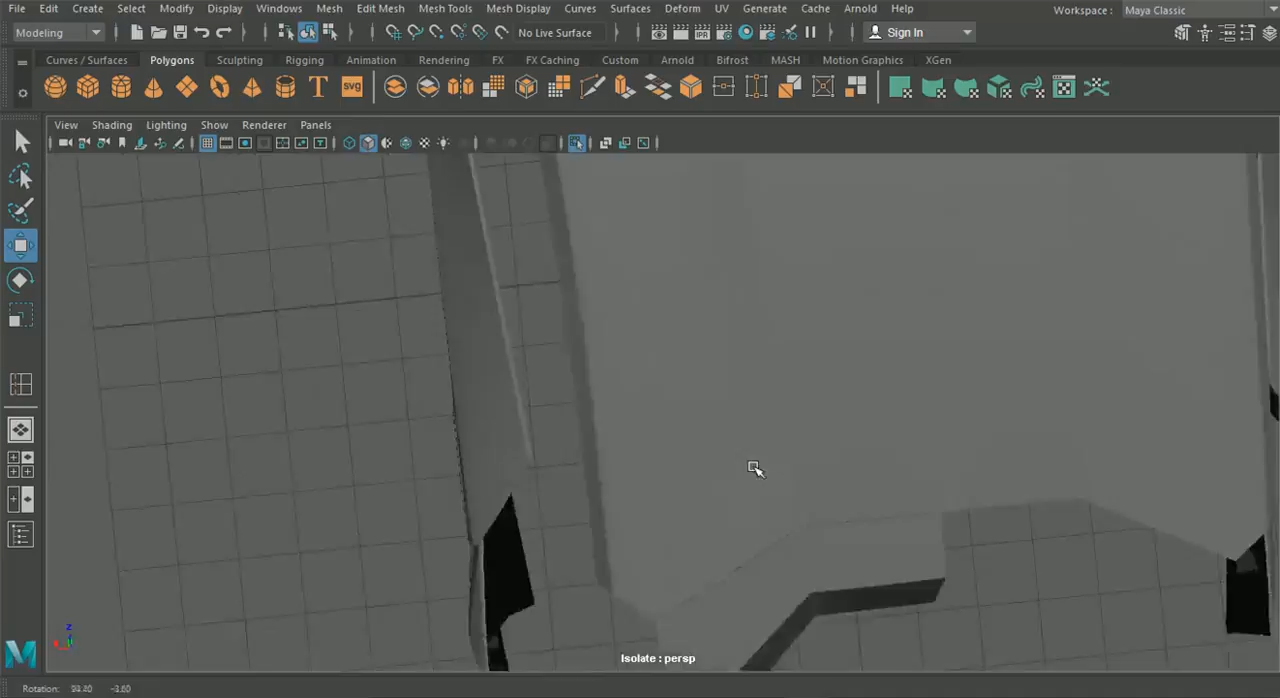 File Edit Create Select Modify Display Windows Mesh Edit Mesh Mesh Tools Mesh Display Curves Surfaces Deform UV Generate Cache Arnold Help Workspace : Maya Classic
Modeling No Live Surface Sign In
Curves / Surfaces Polygons Sculpting Rigging Animation Rendering FX FX Caching Custom Arnold Bifrost MASH Motion Graphics XGen
T SVG
View Shading Lighting Show Renderer Panels
z
Isolate : persp
M
Rotation: -3.60